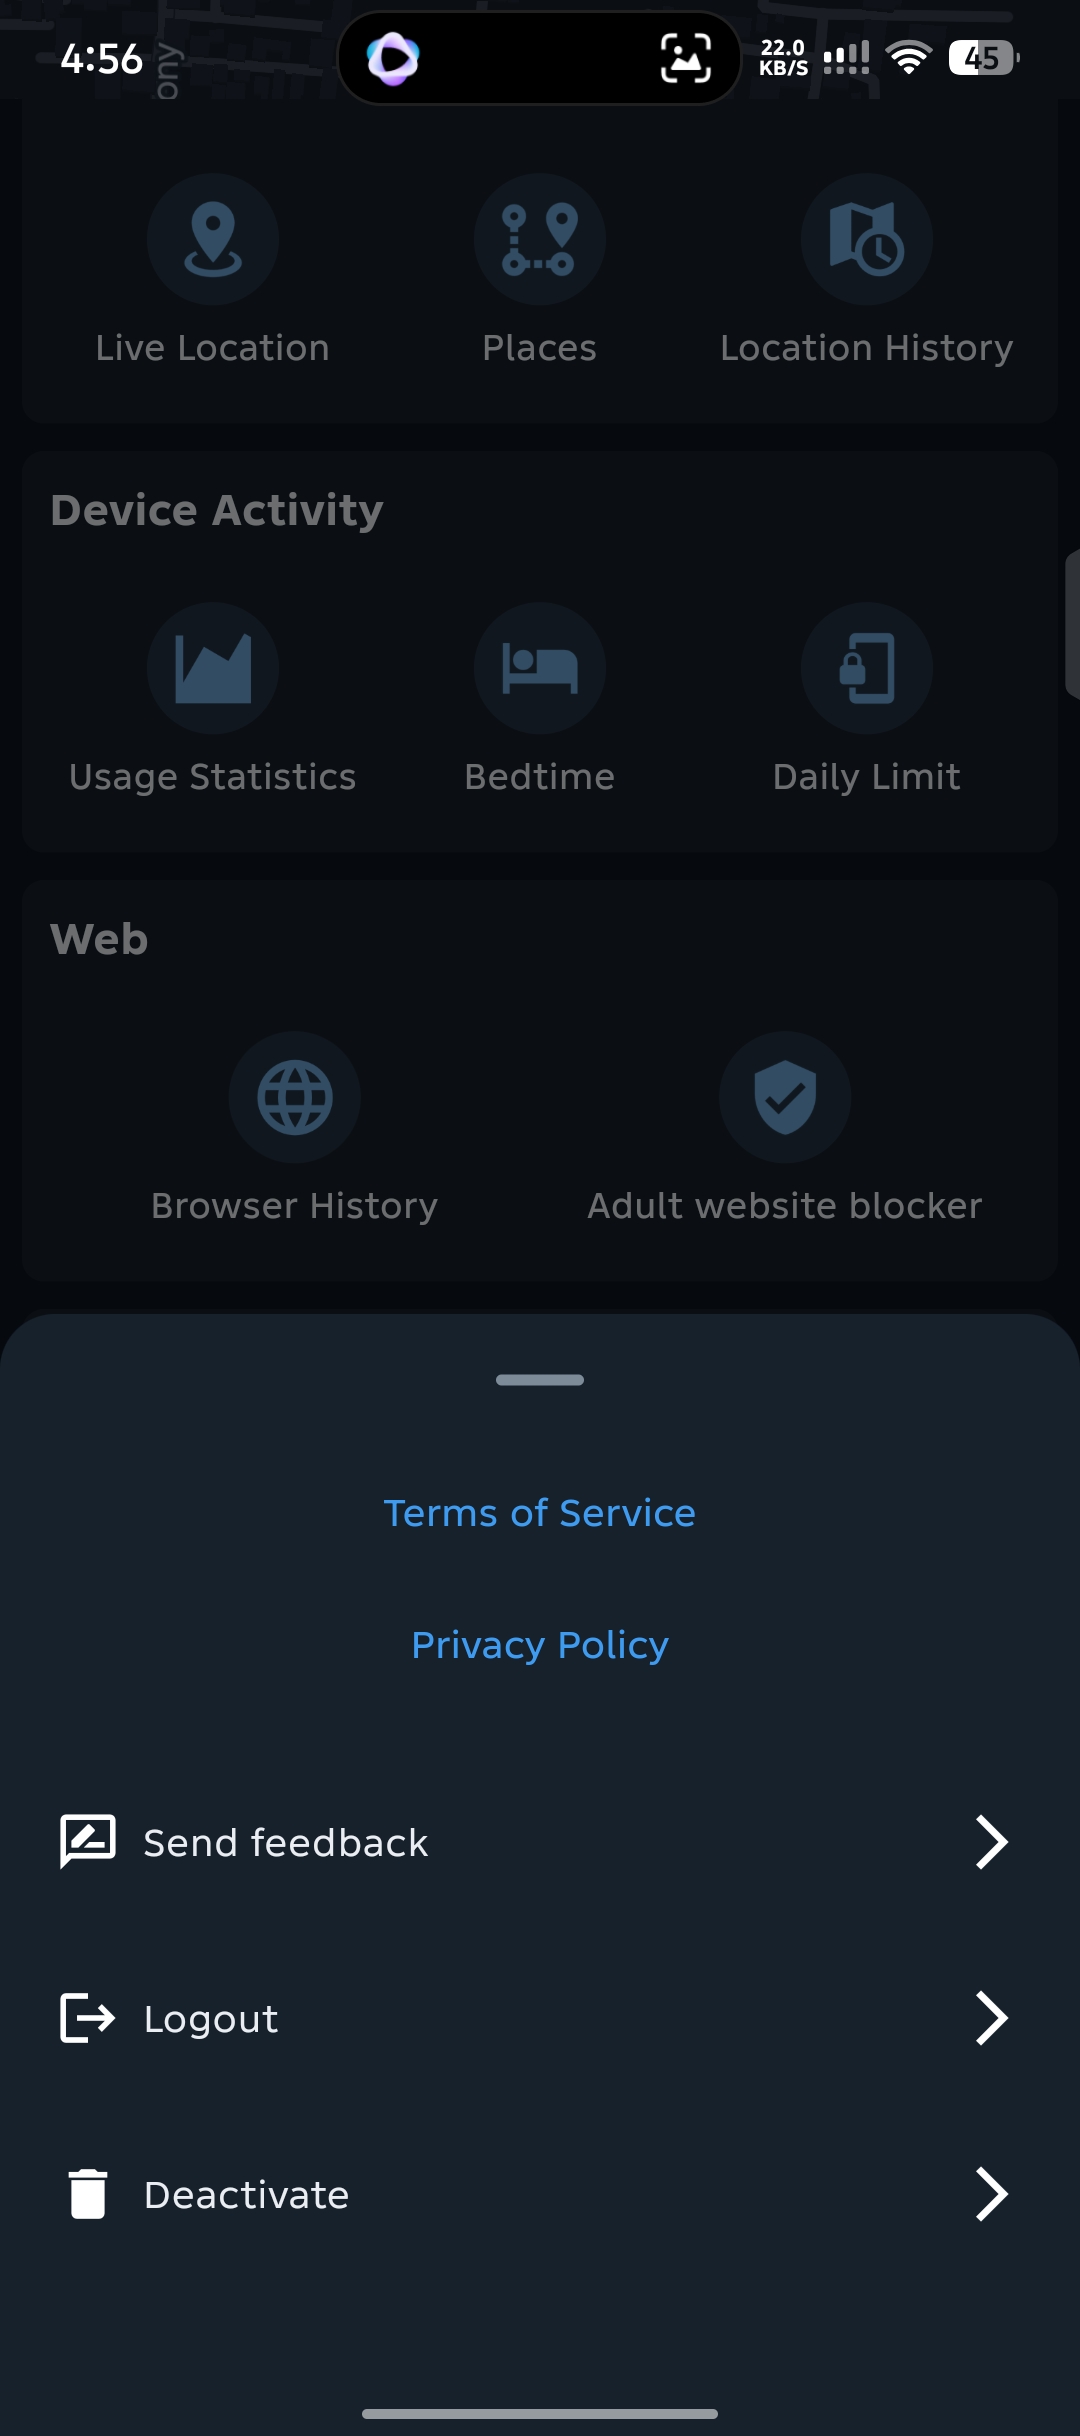 4:56
ony
22.0
KB/S
45
Live Location
Places
Location History
Device Activity
Usage Statistics
Bedtime
Daily Limit
Web
Browser History
Adult website blocker
Terms of Service
Privacy Policy
Send feedback
Logout
Deactivate